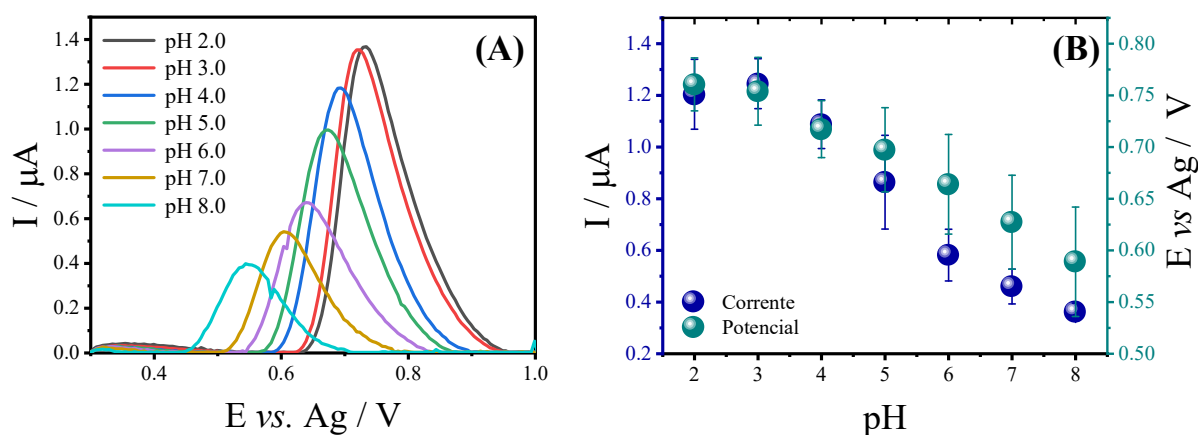 (A)
pH 2.0
pH 3.0
pH 4.0
pH 5.0
pH 6.0
pH 7.0
pH 8.0
I / μA
1.4
1.2
1.0
0.8
0.6
0.4
0.2
0.0
0.4 0.6 0.8 1.0
E vs. Ag / V
(B)
I / μA
1.4
1.2
1.0
0.8
0.6
0.4
0.2
Corrente
Potencial
2 3 4 5 6 7 8
pH
0.80
0.75
0.70
0.65
0.60
0.55
0.50
E vs Ag / V